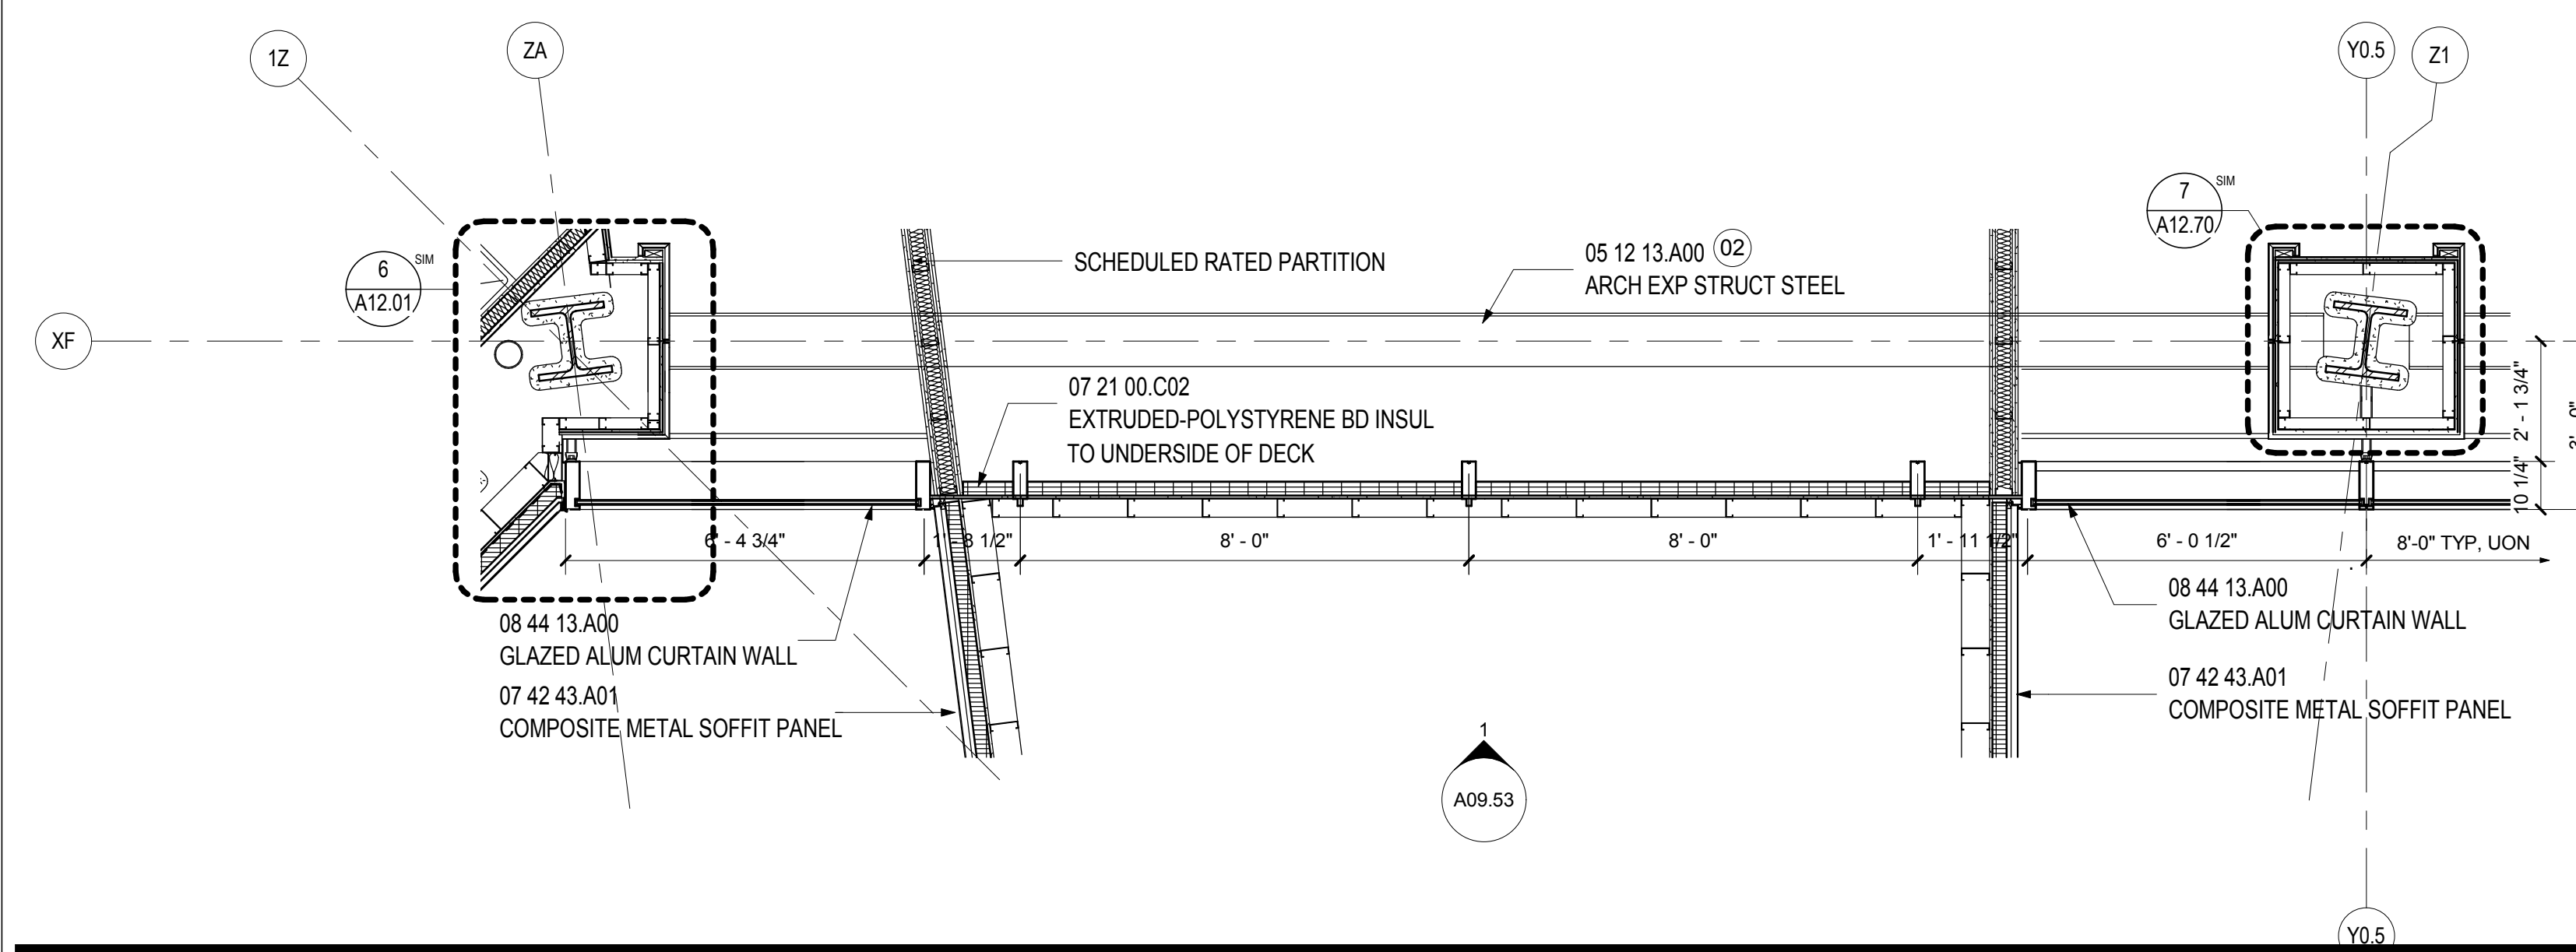 1Z
ZA
Y0.5
Z1
7
SIM
A12.70
6
SIM
A12.01
SCHEDULED RATED PARTITION
05 12 13.A00
02
ARCH EXP STRUCT STEEL
XF
07 21 00.C02
EXTRUDED-POLYSTYRENE BD INSUL
TO UNDERSIDE OF DECK
2' - 1 3/4"
10 1/4"
6' - 4 3/4"
1' - 8 1/2"
8' - 0"
8' - 0"
1' - 11 1/2"
6' - 0 1/2"
8'-0" TYP, UON
08 44 13.A00
GLAZED ALUM CURTAIN WALL
07 42 43.A01
COMPOSITE METAL SOFFIT PANEL
08 44 13.A00
GLAZED ALUM CURTAIN WALL
07 42 43.A01
COMPOSITE METAL SOFFIT PANEL
1
A09.53
Y0.5